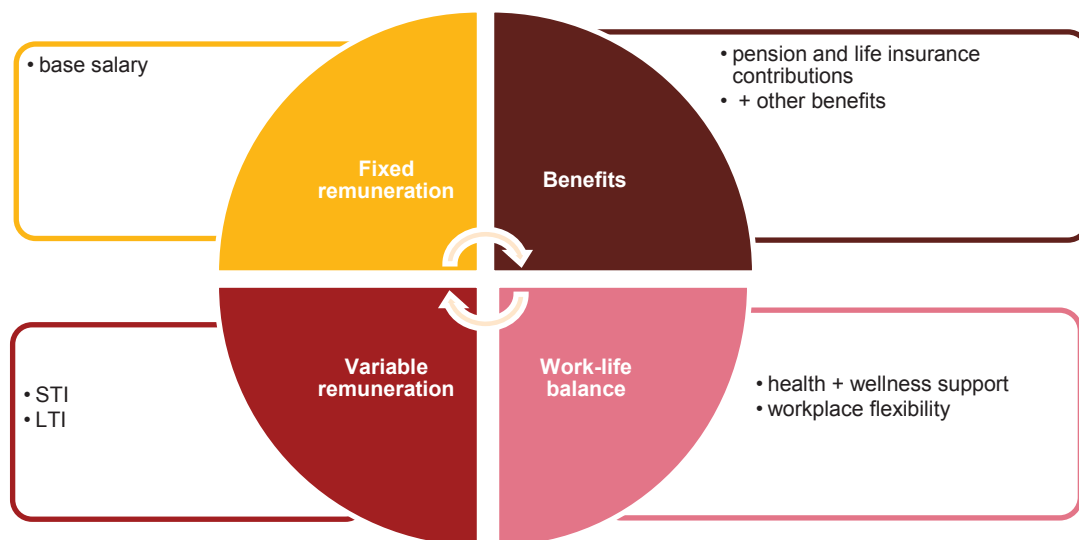 • base salary
Fixed
remuneration
Benefits
• pension and life insurance
contributions
• + other benefits
• STI
• LTI
Variable
remuneration
Work-life
balance
• health + wellness support
• workplace flexibility